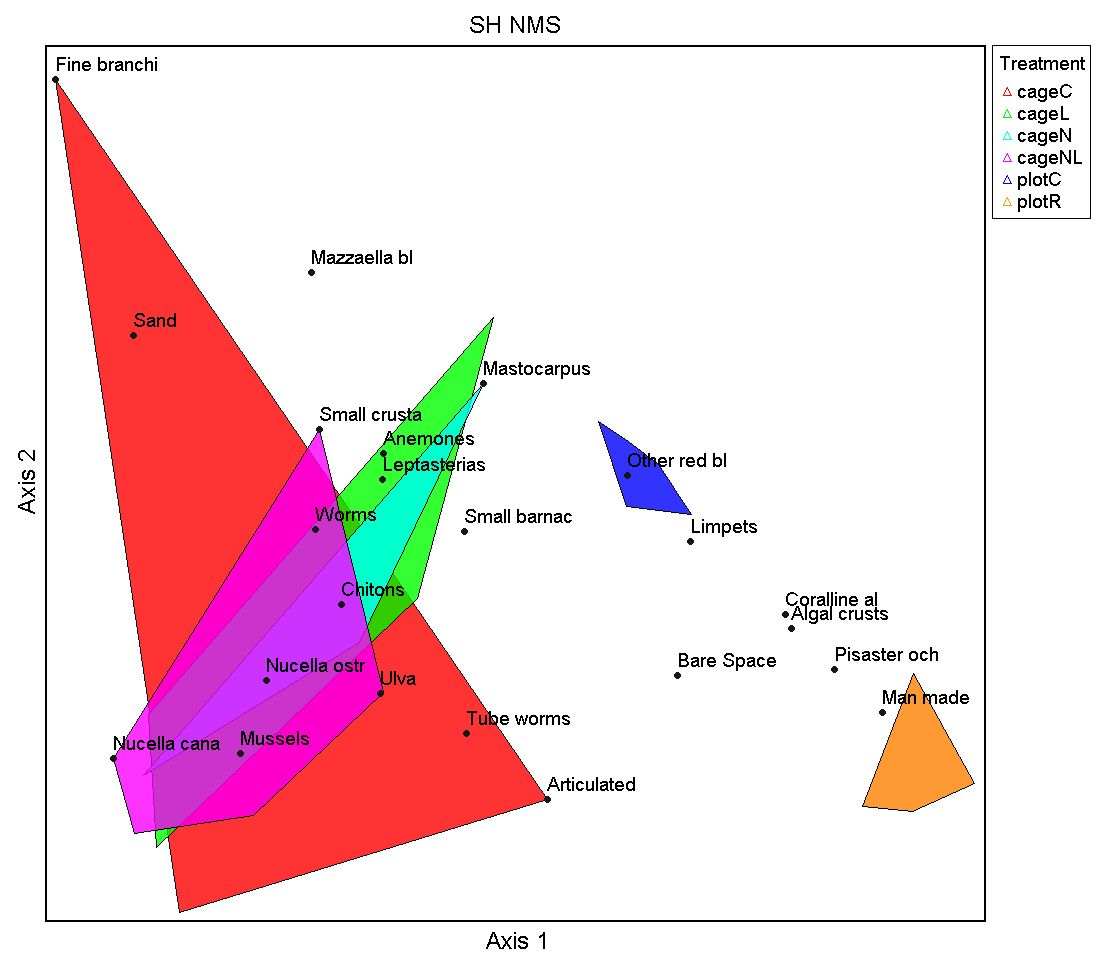 SH NMS
Treatment
cageC
cageL
cageN
cageNL
plotC
plotR
Fine branchi
Mazzaella bl
Sand
Mastocarpus
Small crusta
Anemones
Leptasterias
Other red bl
Worms
Small barnac
Limpets
Chitons
Coralline al
Algal crusts
Nucella ostr
Ulva
Bare Space
Pisaster och
Man made
Tube worms
Nucella cana
Mussels
Articulated
Axis 2
Axis 1